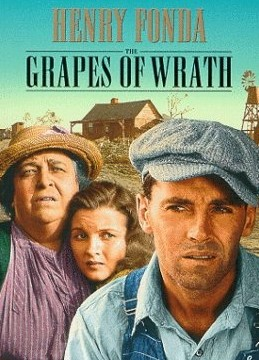 HENRY FONDA
THE
GRAPES OF WRATH